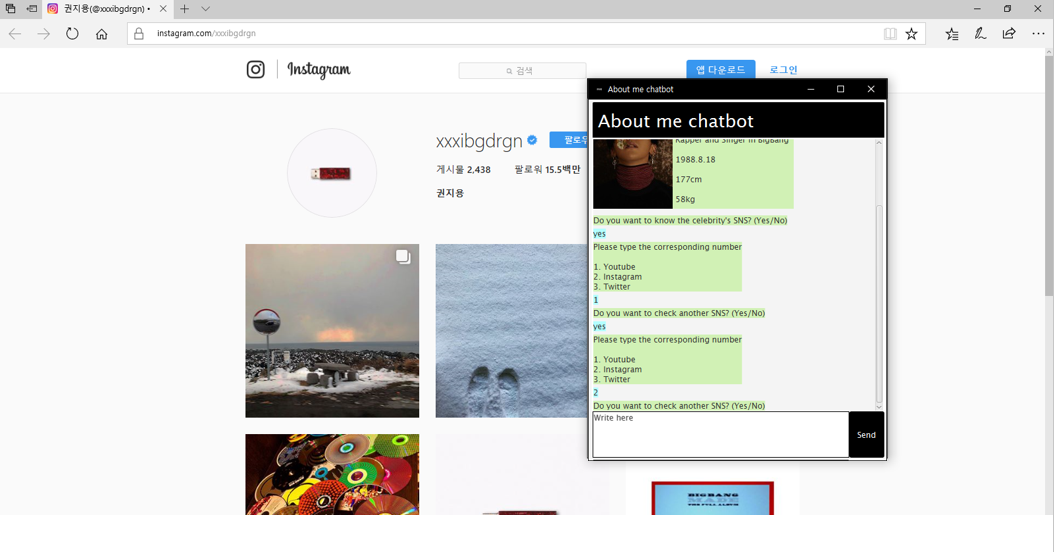 권지용(@xxxibgdrgn) •
instagram.com/xxxibgdrgn
Instagram
검색
앱 다운로드
로그인
xxxibgdrgn
팔로우
게시물 2,438
팔로워 15.5백만
권지용
BIGBANG
MADE
THE FULL ALBUM
About me chatbot
About me chatbot
Rapper and Singer in BigBang
1988.8.18
177cm
58kg
Do you want to know the celebrity's SNS? (Yes/No)
yes
Please type the corresponding number
1. Youtube
2. Instagram
3. Twitter
1
Do you want to check another SNS? (Yes/No)
yes
Please type the corresponding number
1. Youtube
2. Instagram
3. Twitter
2
Do you want to check another SNS? (Yes/No)
Write here
Send